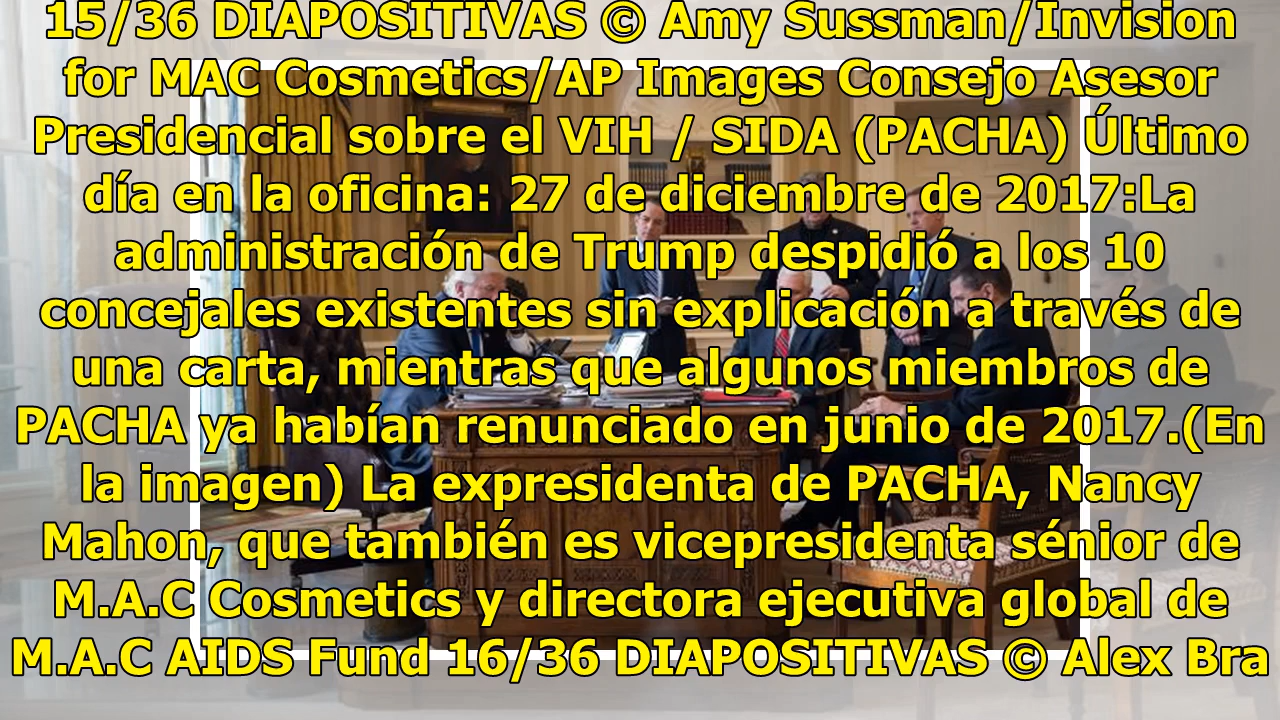 15/36 DIAPOSITIVAS © Amy Sussman/Invision
for MAC Cosmetics/AP Images Consejo Asesor
Presidencial sobre el VIH / SIDA (PACHA) Último
día en la oficina: 27 de diciembre de 2017:La
administración de Trump despidió a los 10
concejales existentes sin explicación a través de
una carta, mientras que algunos miembros de
PACHA ya habían renunciado en junio de 2017.(En
la imagen) La expresidenta de PACHA, Nancy
Mahon, que también es vicepresidenta sénior de
M.A.C Cosmetics y directora ejecutiva global de
M.A.C AIDS Fund 16/36 DIAPOSITIVAS © Alex Bra